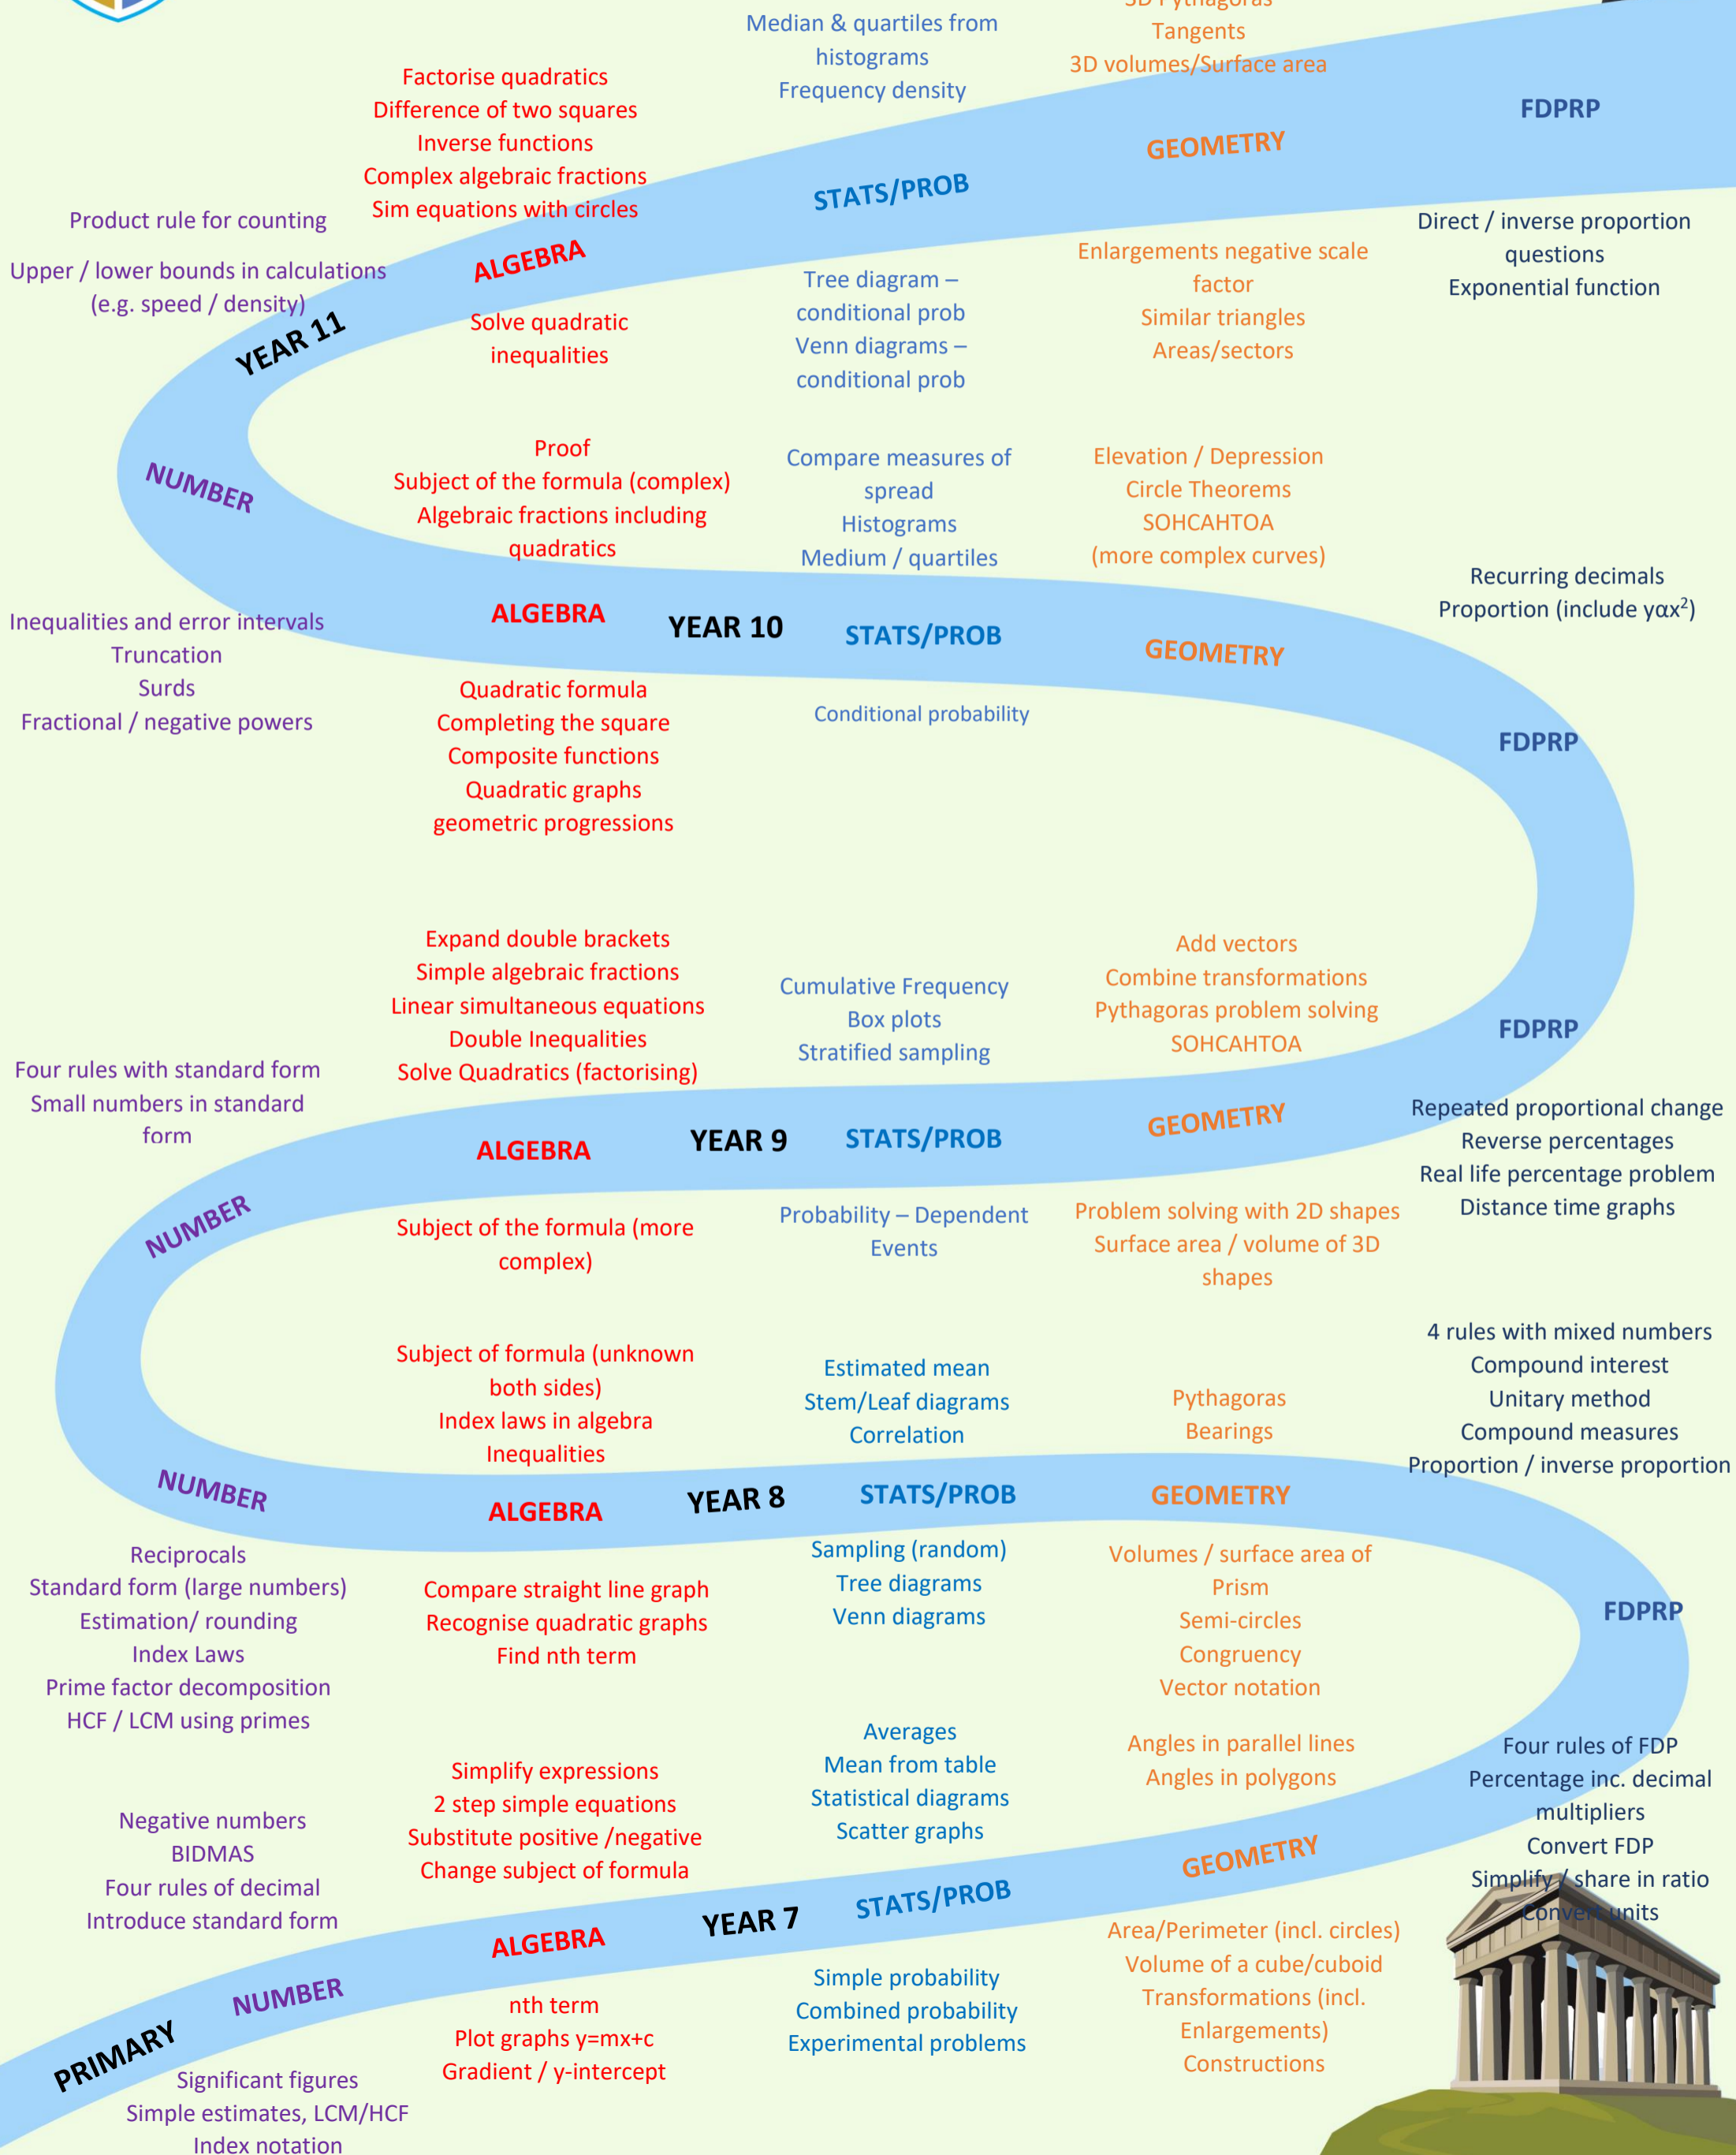 3D Pythagoras
Tangents
3D volumes/Surface area
Median & quartiles from
histograms
Frequency density
Factorise quadratics
Difference of two squares
Inverse functions
Complex algebraic fractions
Sim equations with circles
Product rule for counting
Upper / lower bounds in calculations
(e.g. speed / density)
FDPRP
GEOMETRY
STATS/PROB
ALGEBRA
YEAR 11
Direct / inverse proportion
questions
Exponential function
Enlargements negative scale
factor
Similar triangles
Areas/sectors
Tree diagram –
conditional prob
Venn diagrams –
conditional prob
Solve quadratic
inequalities
NUMBER
Proof
Subject of the formula (complex)
Algebraic fractions including
quadratics
Compare measures of
spread
Histograms
Medium / quartiles
Elevation / Depression
Circle Theorems
SOHCAHTOA
(more complex curves)
Recurring decimals
Proportion (include yαx²)
Inequalities and error intervals
Truncation
Surds
Fractional / negative powers
ALGEBRA
YEAR 10
STATS/PROB
GEOMETRY
FDPRP
Quadratic formula
Completing the square
Composite functions
Quadratic graphs
geometric progressions
Conditional probability
Expand double brackets
Simple algebraic fractions
Linear simultaneous equations
Double Inequalities
Solve Quadratics (factorising)
Cumulative Frequency
Box plots
Stratified sampling
Add vectors
Combine transformations
Pythagoras problem solving
SOHCAHTOA
FDPRP
Four rules with standard form
Small numbers in standard
form
NUMBER
ALGEBRA
YEAR 9
STATS/PROB
GEOMETRY
Repeated proportional change
Reverse percentages
Real life percentage problem
Distance time graphs
Subject of the formula (more
complex)
Probability – Dependent
Events
Problem solving with 2D shapes
Surface area / volume of 3D
shapes
Subject of formula (unknown
both sides)
Index laws in algebra
Inequalities
Estimated mean
Stem/Leaf diagrams
Correlation
Pythagoras
Bearings
4 rules with mixed numbers
Compound interest
Unitary method
Compound measures
Proportion / inverse proportion
NUMBER
ALGEBRA
YEAR 8
STATS/PROB
GEOMETRY
FDPRP
Reciprocals
Standard form (large numbers)
Estimation/ rounding
Index Laws
Prime factor decomposition
HCF / LCM using primes
Compare straight line graph
Recognise quadratic graphs
Find nth term
Sampling (random)
Tree diagrams
Venn diagrams
Volumes / surface area of
Prism
Semi-circles
Congruency
Vector notation
Negative numbers
BIDMAS
Four rules of decimal
Introduce standard form
Simplify expressions
2 step simple equations
Substitute positive /negative
Change subject of formula
Averages
Mean from table
Statistical diagrams
Scatter graphs
Angles in parallel lines
Angles in polygons
Four rules of FDP
Percentage inc. decimal
multipliers
Convert FDP
Simplify / share in ratio
Convert units
PRIMARY
NUMBER
ALGEBRA
YEAR 7
STATS/PROB
GEOMETRY
Significant figures
Simple estimates, LCM/HCF
Index notation
nth term
Plot graphs y=mx+c
Gradient / y-intercept
Simple probability
Combined probability
Experimental problems
Area/Perimeter (incl. circles)
Volume of a cube/cuboid
Transformations (incl.
Enlargements)
Constructions